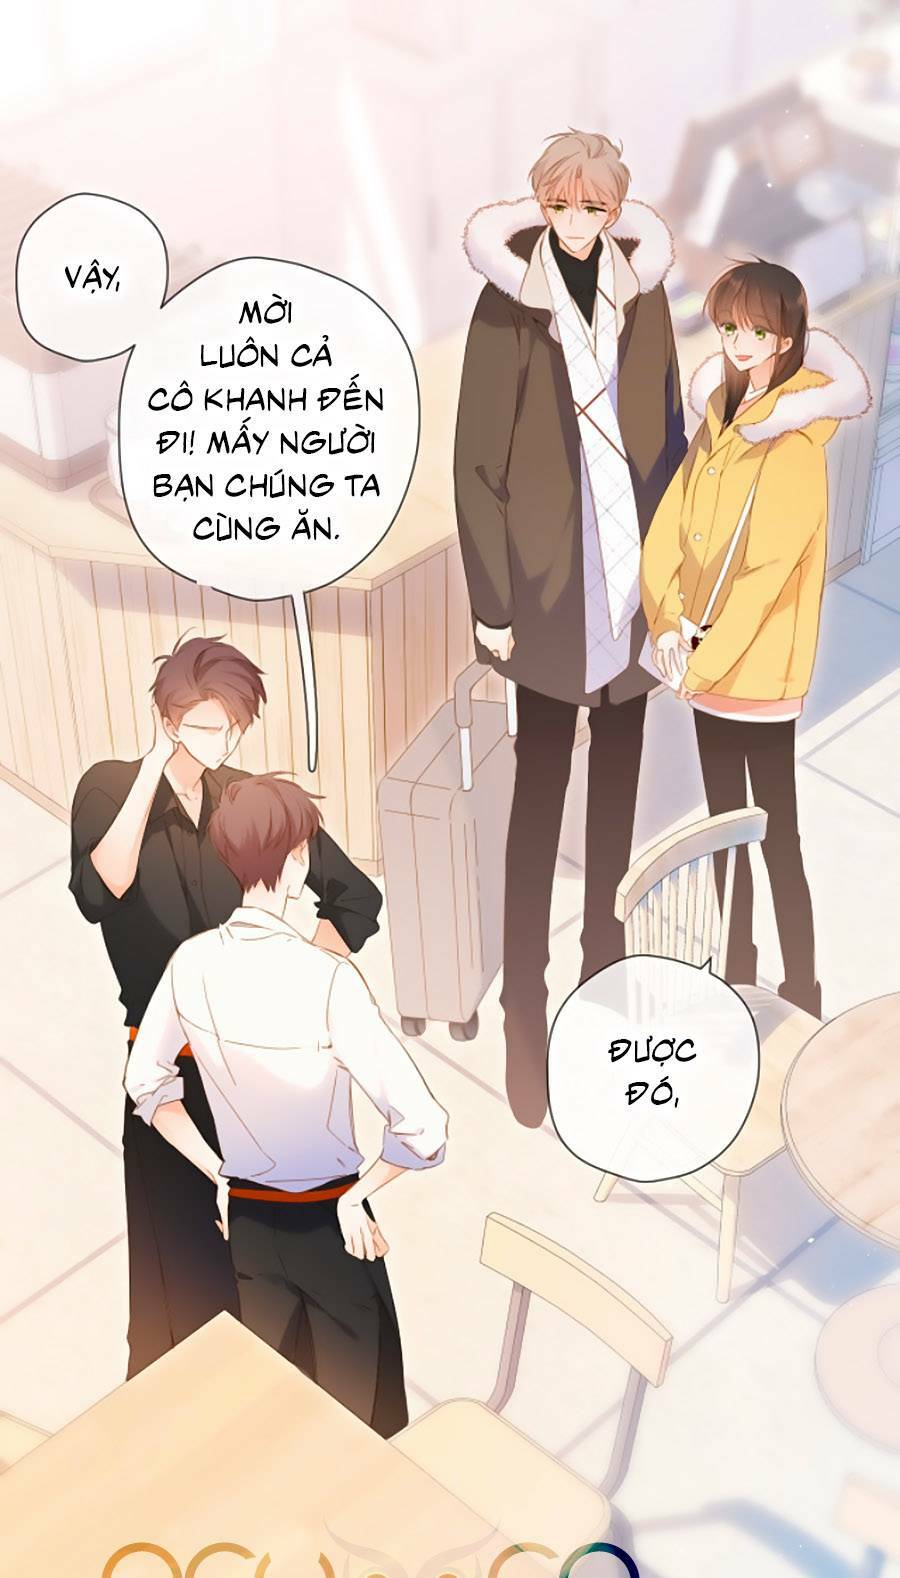 VẬY,
MỜI
LUÔN CẢ
CÔ KHANH ĐẾN
ĐI! MẤY NGƯỜI
BẠN CHÚNG TA
CÙNG ĂN.
ĐƯỢC
ĐÓ,